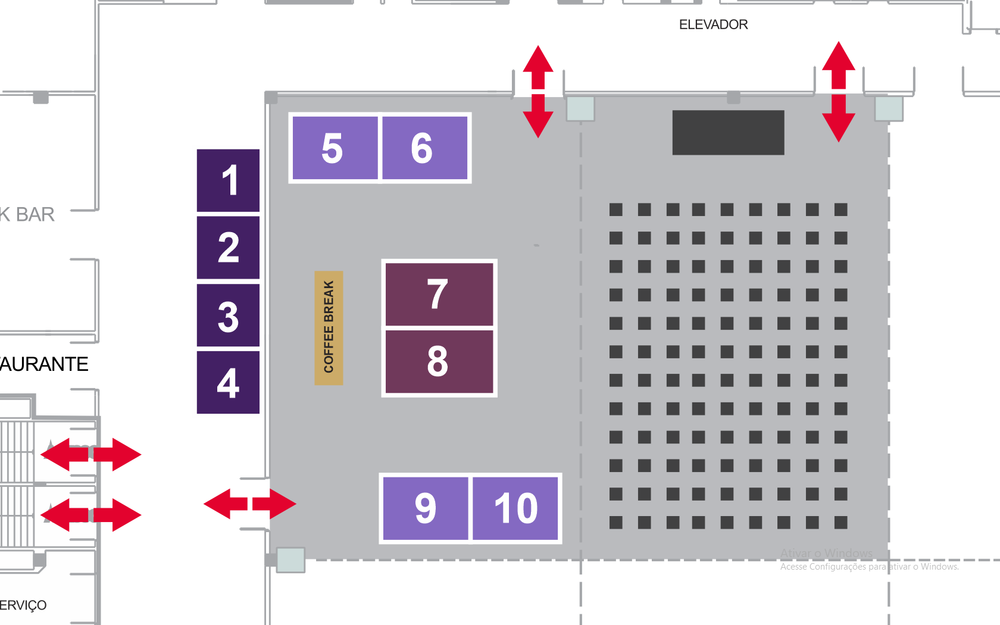 ELEVADOR
5
6
1
K BAR
2
COFFEE BREAK
7
3
8
TAURANTE
4
9
10
Ativar o Windows
Acesse Configurações para ativar o Windows.
ERVIÇO